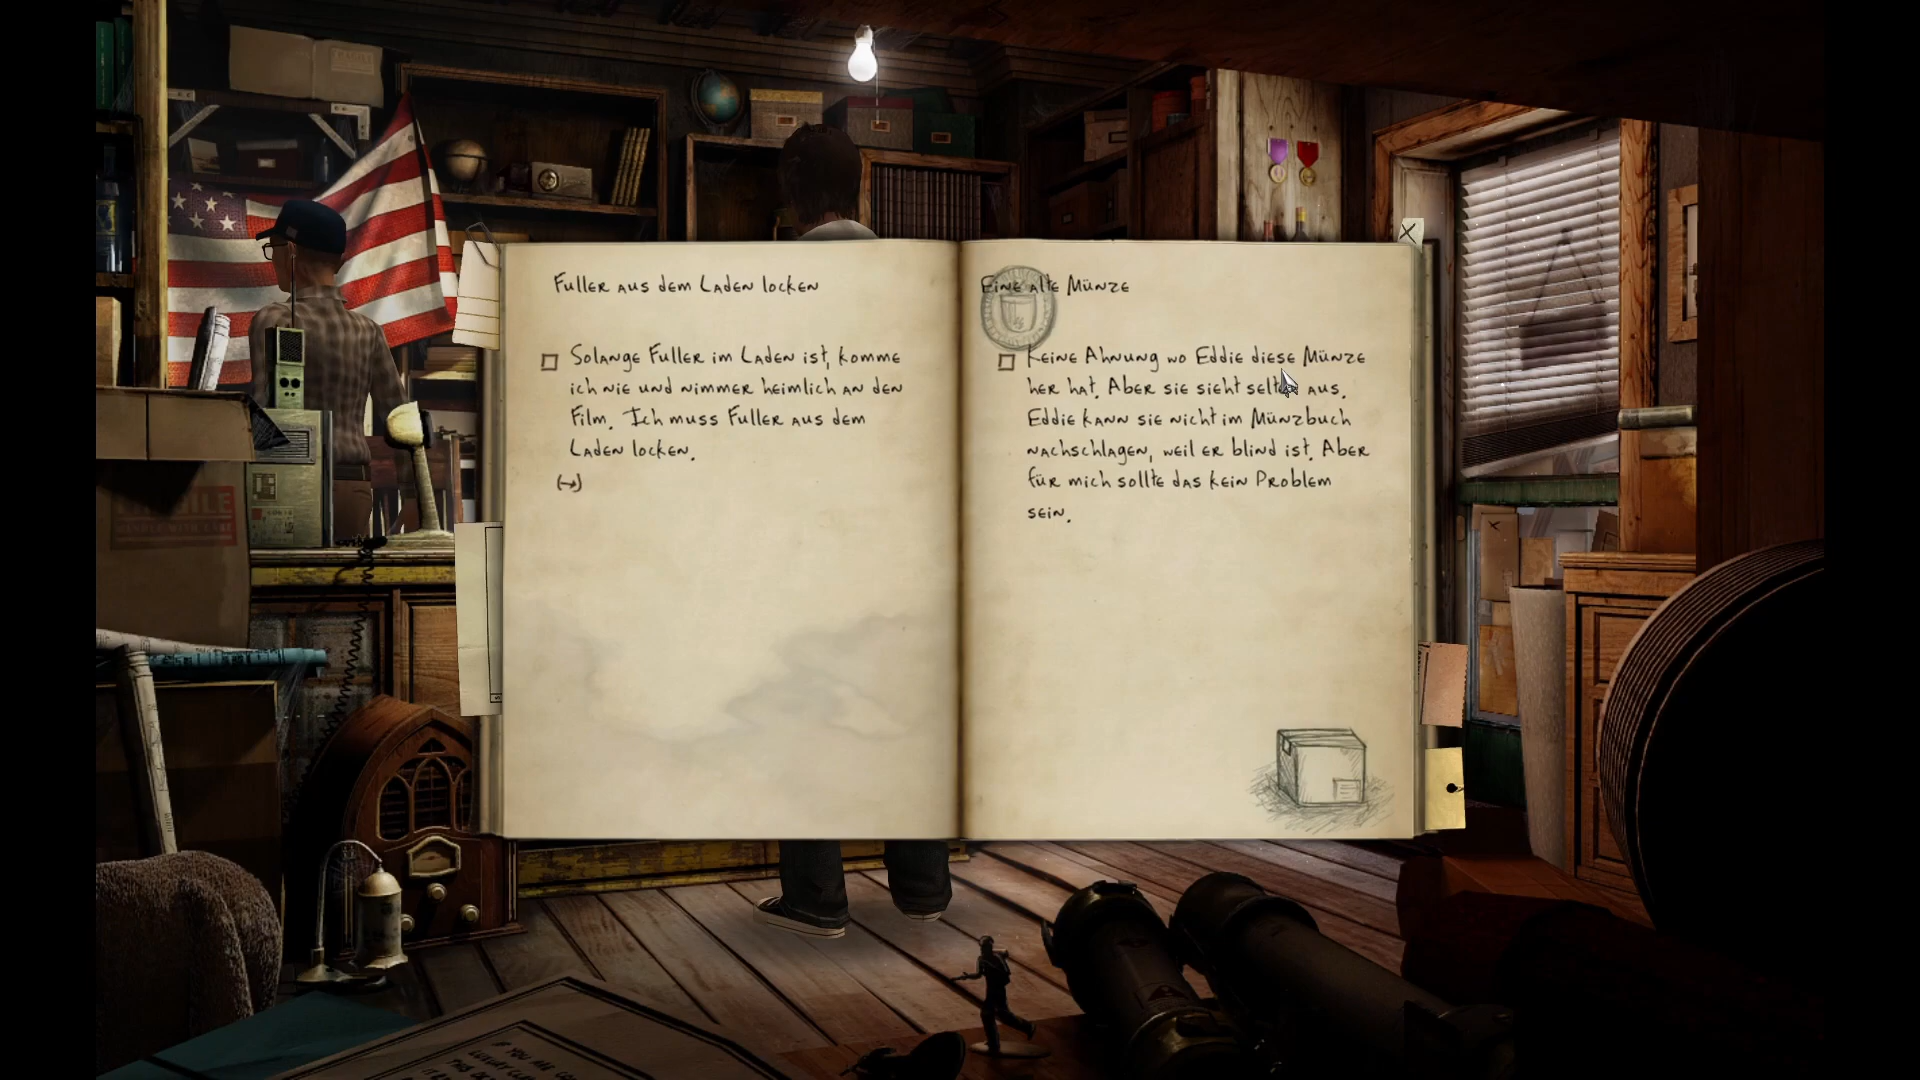 Fuller aus dem Laden locken
Solange Fuller im Laden ist, komme
ich nie und nimmer heimlich an den
Film. Ich muss Fuller aus dem
Laden locken.
(→)
Eine alte Münze
Keine Ahnung wo Eddie diese Münze
her hat. Aber sie sieht selten aus.
Eddie kann sie nicht im Münzbuch
nachschlagen, weil er blind ist. Aber
für mich sollte das kein Problem
sein.
X
IF YOU ARE